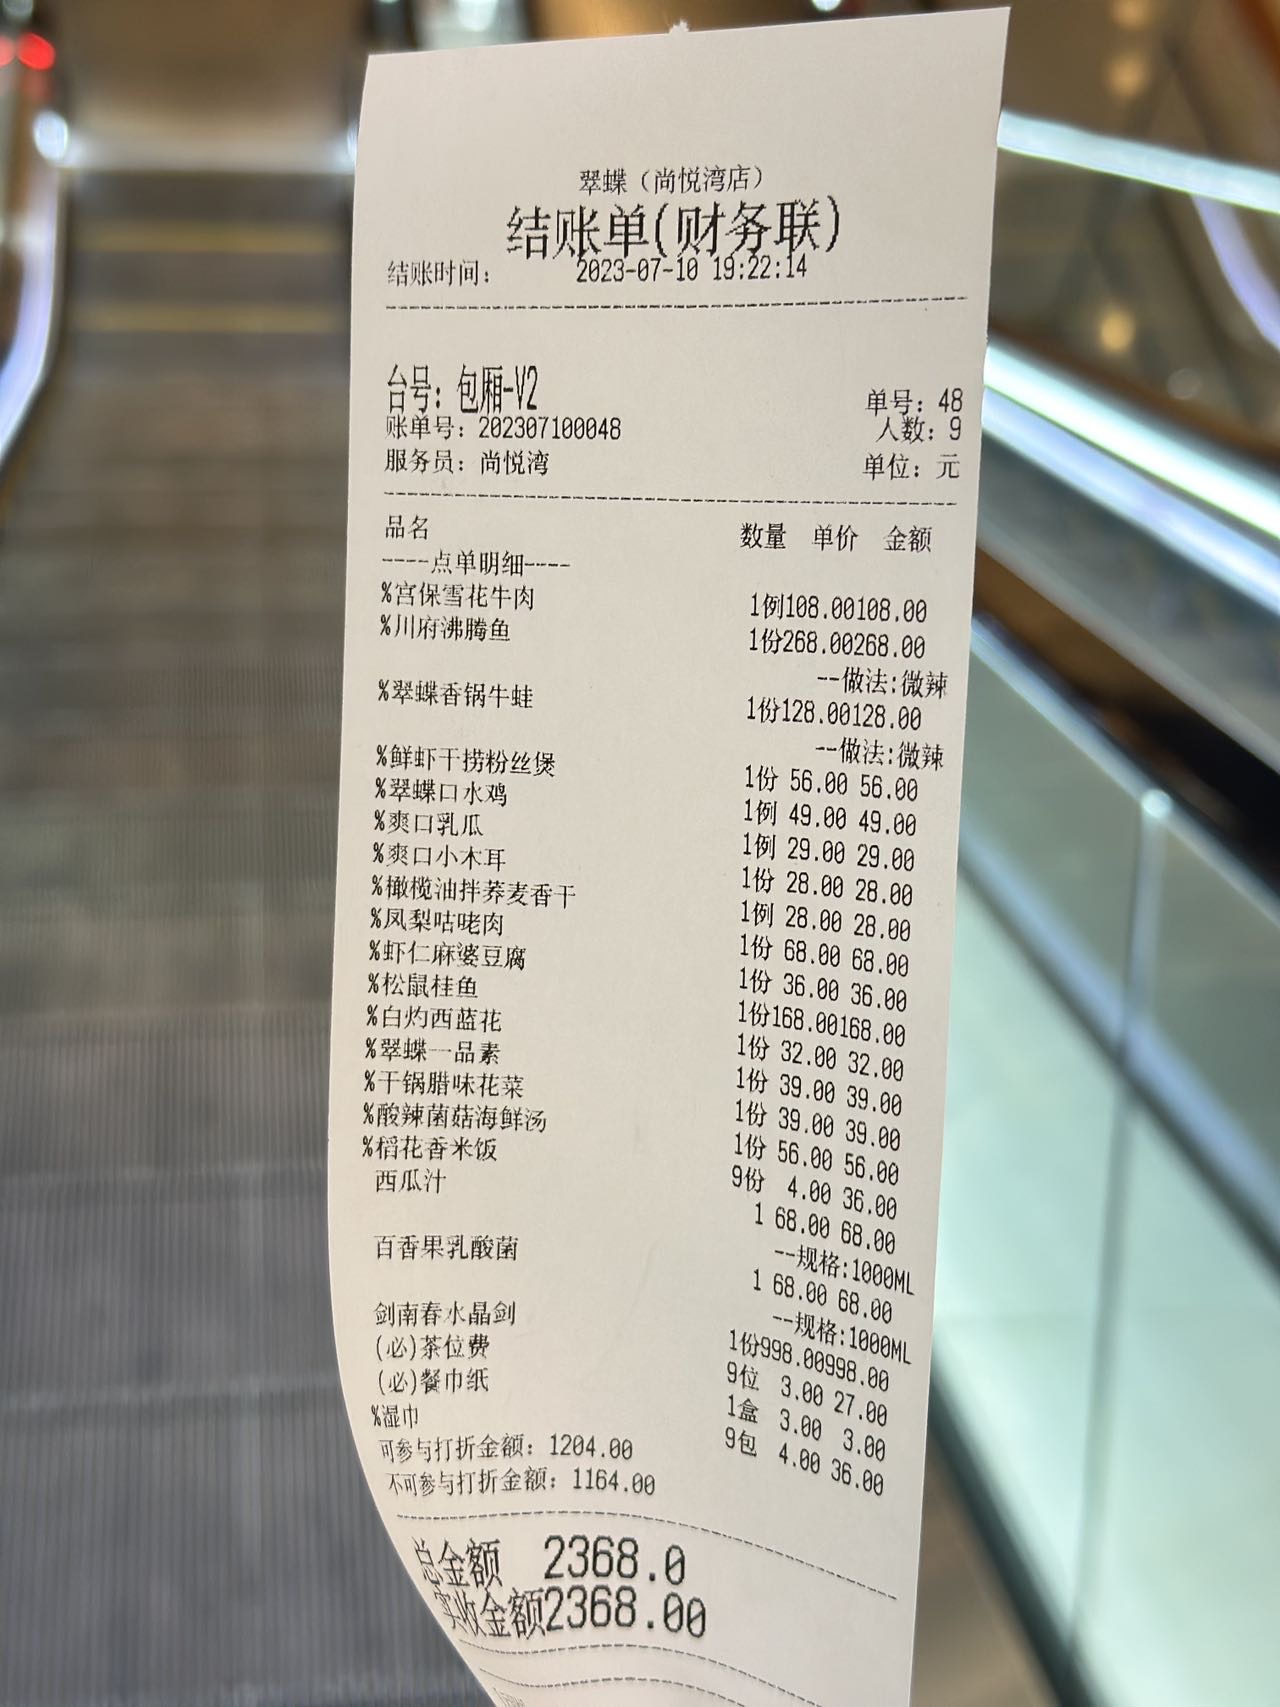 翠蝶（尚悦湾店）
结账单(财务联)
结账时间： 2023-07-10 19:22:14
台号：包厢-V2
单号：48
账单号：202307100048 人数：9
服务员：尚悦湾 单位：元
品名 数量 单价 金额
----点单明细----
%宫保雪花牛肉 1例108.00108.00
%川府沸腾鱼 1份268.00268.00
--做法:微辣
%翠蝶香锅牛蛙 1份128.00128.00
--做法:微辣
%鲜虾干捞粉丝煲 1份 56.00 56.00
%翠蝶口水鸡 1例 49.00 49.00
%爽口乳瓜 1例 29.00 29.00
%爽口小木耳 1份 28.00 28.00
%橄榄油拌荞麦香干 1例 28.00 28.00
%凤梨咕咾肉 1份 68.00 68.00
%虾仁麻婆豆腐 1份 36.00 36.00
%松鼠桂鱼 1份168.00168.00
%白灼西蓝花 1份 32.00 32.00
%翠蝶一品素 1份 39.00 39.00
%干锅腊味花菜 1份 39.00 39.00
%酸辣菌菇海鲜汤 1份 56.00 56.00
%稻花香米饭 9份 4.00 36.00
西瓜汁 1 68.00 68.00
--规格:1000ML
百香果乳酸菌 1 68.00 68.00
--规格:1000ML
剑南春水晶剑 1份998.00998.00
(必)茶位费 9位 3.00 27.00
(必)餐巾纸 1盒 3.00 3.00
%湿巾 9包 4.00 36.00
可参与打折金额：1204.00
不可参与打折金额：1164.00
总金额 2368.0
实收金额2368.00